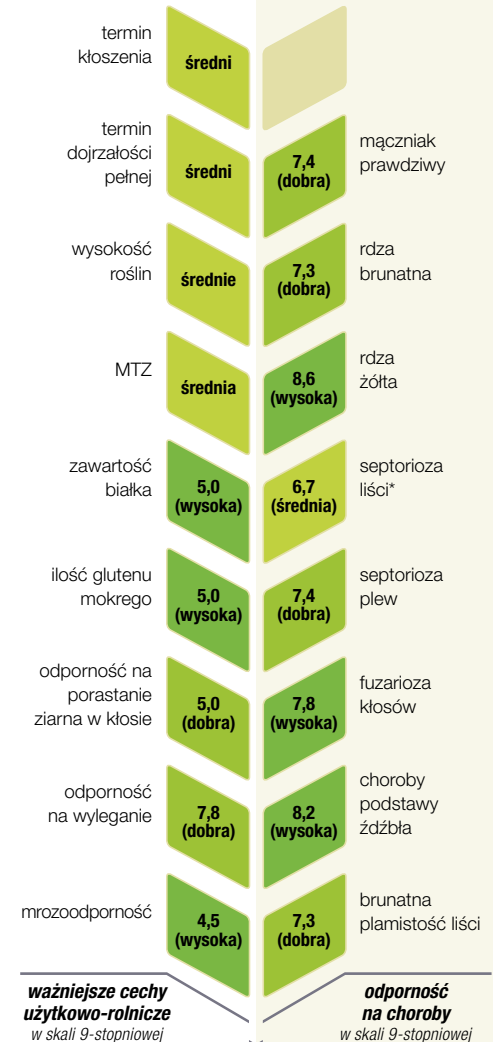 termin
kłoszenia
średni
termin
dojrzałości
pełnej
średni
7,4
(dobra)
mączniak
prawdziwy
wysokość
roślin
średnie
7,3
(dobra)
rdza
brunatna
MTZ
średnia
8,6
(wysoka)
rdza
żółta
zawartość
białka
5,0
(wysoka)
6,7
(średnia)
septorioza
liści*
ilość glutenu
mokrego
5,0
(wysoka)
7,4
(dobra)
septorioza
plew
odporność na
porastanie
ziarna w kłosie
5,0
(dobra)
7,8
(wysoka)
fuzarioza
kłosów
odporność
na wyleganie
7,8
(dobra)
8,2
(wysoka)
choroby
podstawy
źdźbła
mrozoodporność
4,5
(wysoka)
7,3
(dobra)
brunatna
plamistość liści
ważniejsze cechy
użytkowo-rolnicze
w skali 9-stopniowej
odporność
na choroby
w skali 9-stopniowej